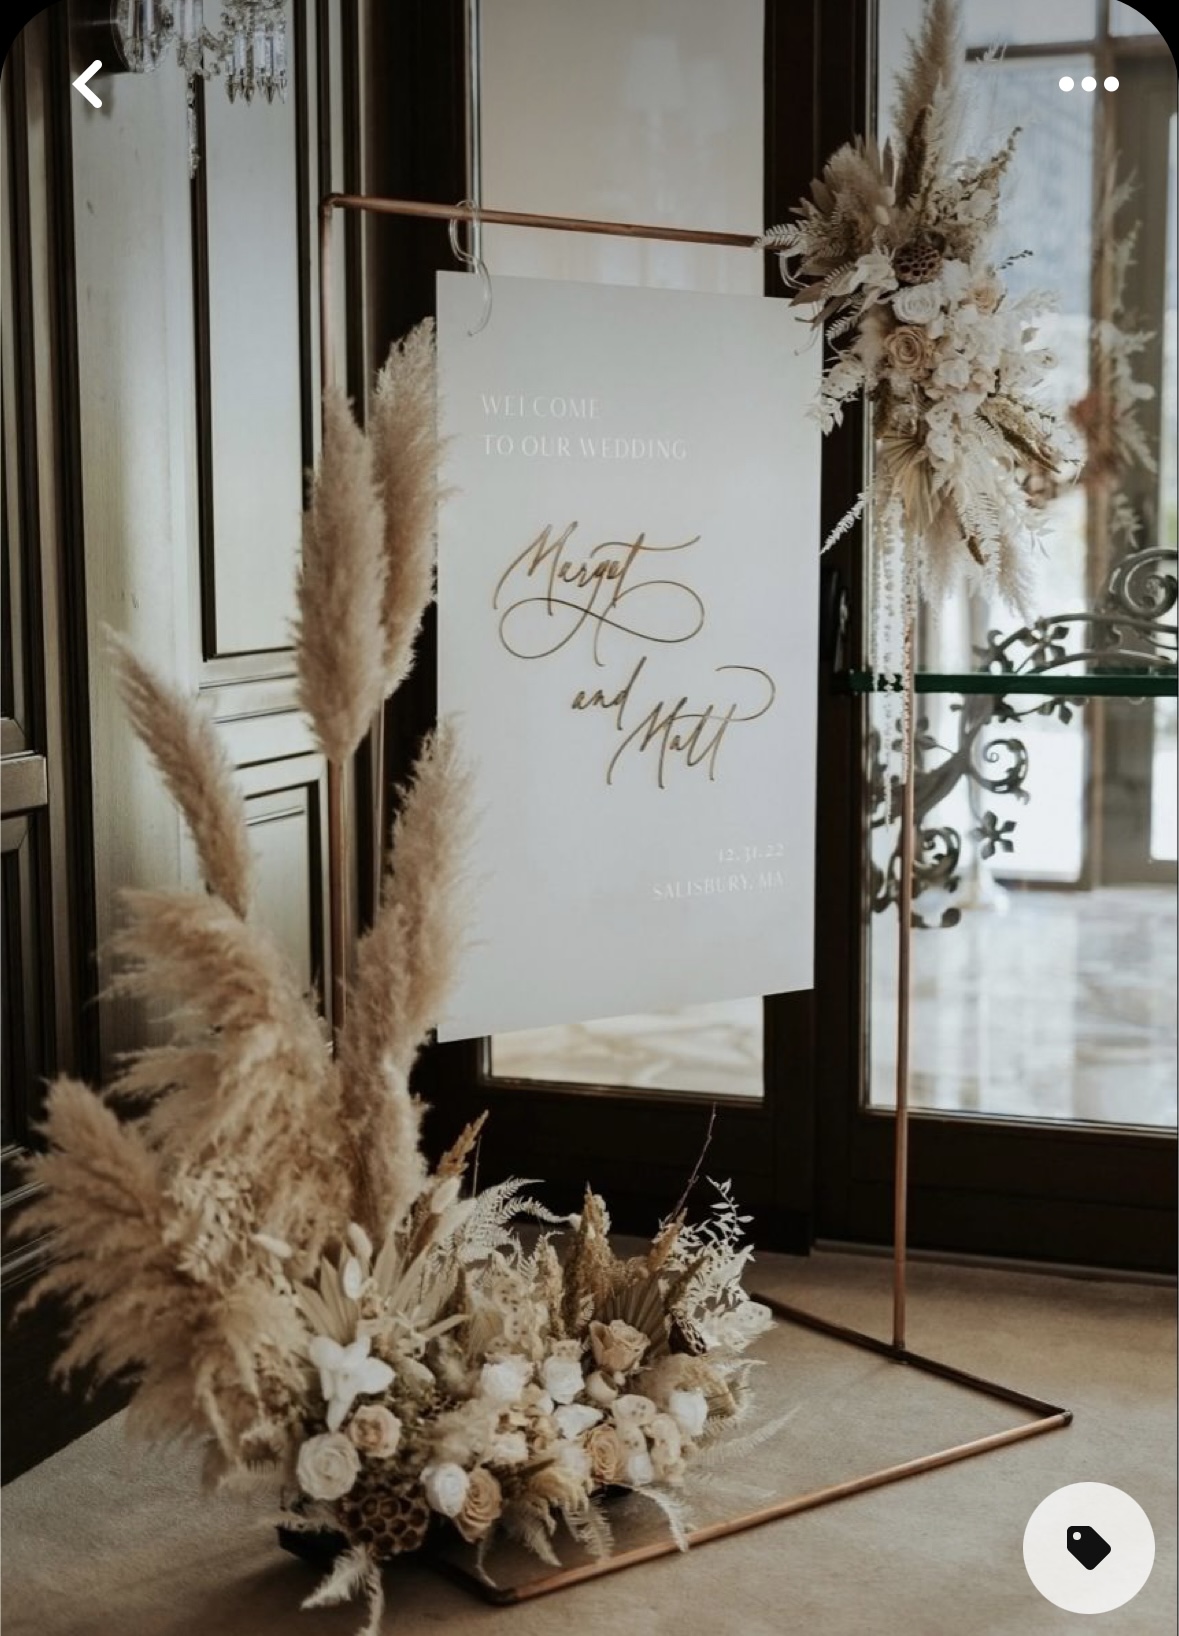 WELCOME
TO OUR WEDDING
Margot
and
Matt
12.31.22
SALISBURY, MA